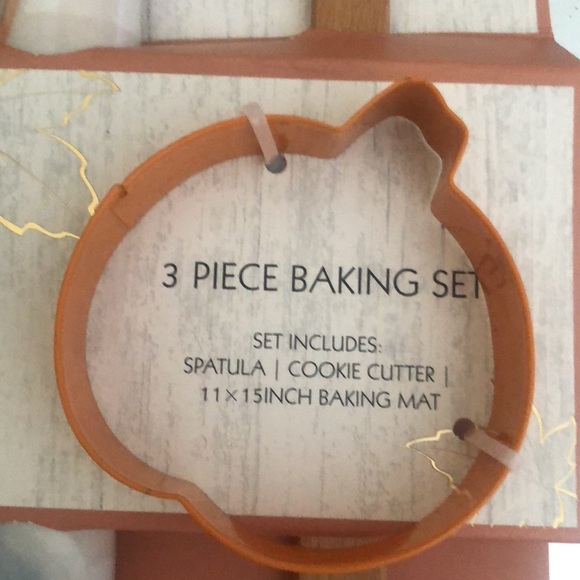 3 PIECE BAKING SET
SET INCLUDES:
SPATULA | COOKIE CUTTER |
11×15INCH BAKING MAT